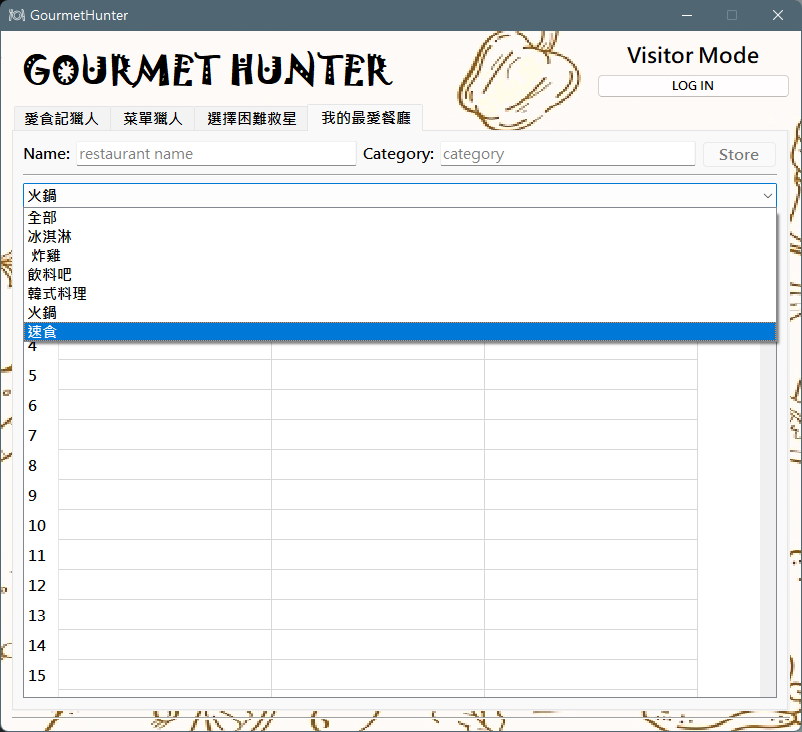 GourmetHunter
GOURMET HUNTER
Visitor Mode
LOG IN
愛食記獵人 菜單獵人 選擇困難救星 我的最愛餐廳
Name: restaurant name Category: category Store
火鍋
全部
冰淇淋
炸雞
飲料吧
韓式料理
火鍋
速食
4
5
6
7
8
9
10
11
12
13
14
15